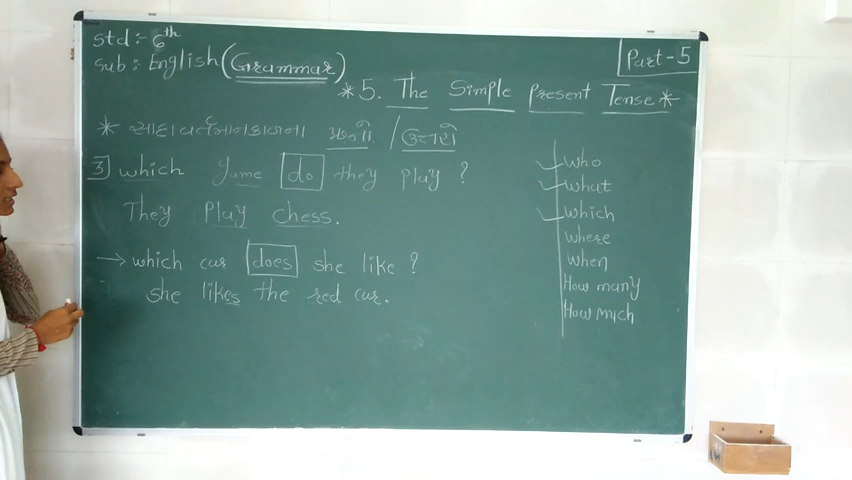 std:- 6th
Sub: English (Grammar)
Part-5
* 5. The Simple Present Tense *
* સાદા વર્તમાનકાળના પ્રશ્નો / ઉત્તરો
3] which game do they play ?
They Play chess.
→ which car does she like ?
she likes the red car.
✓ who
✓ what
✓ which
where
when
How many
How much